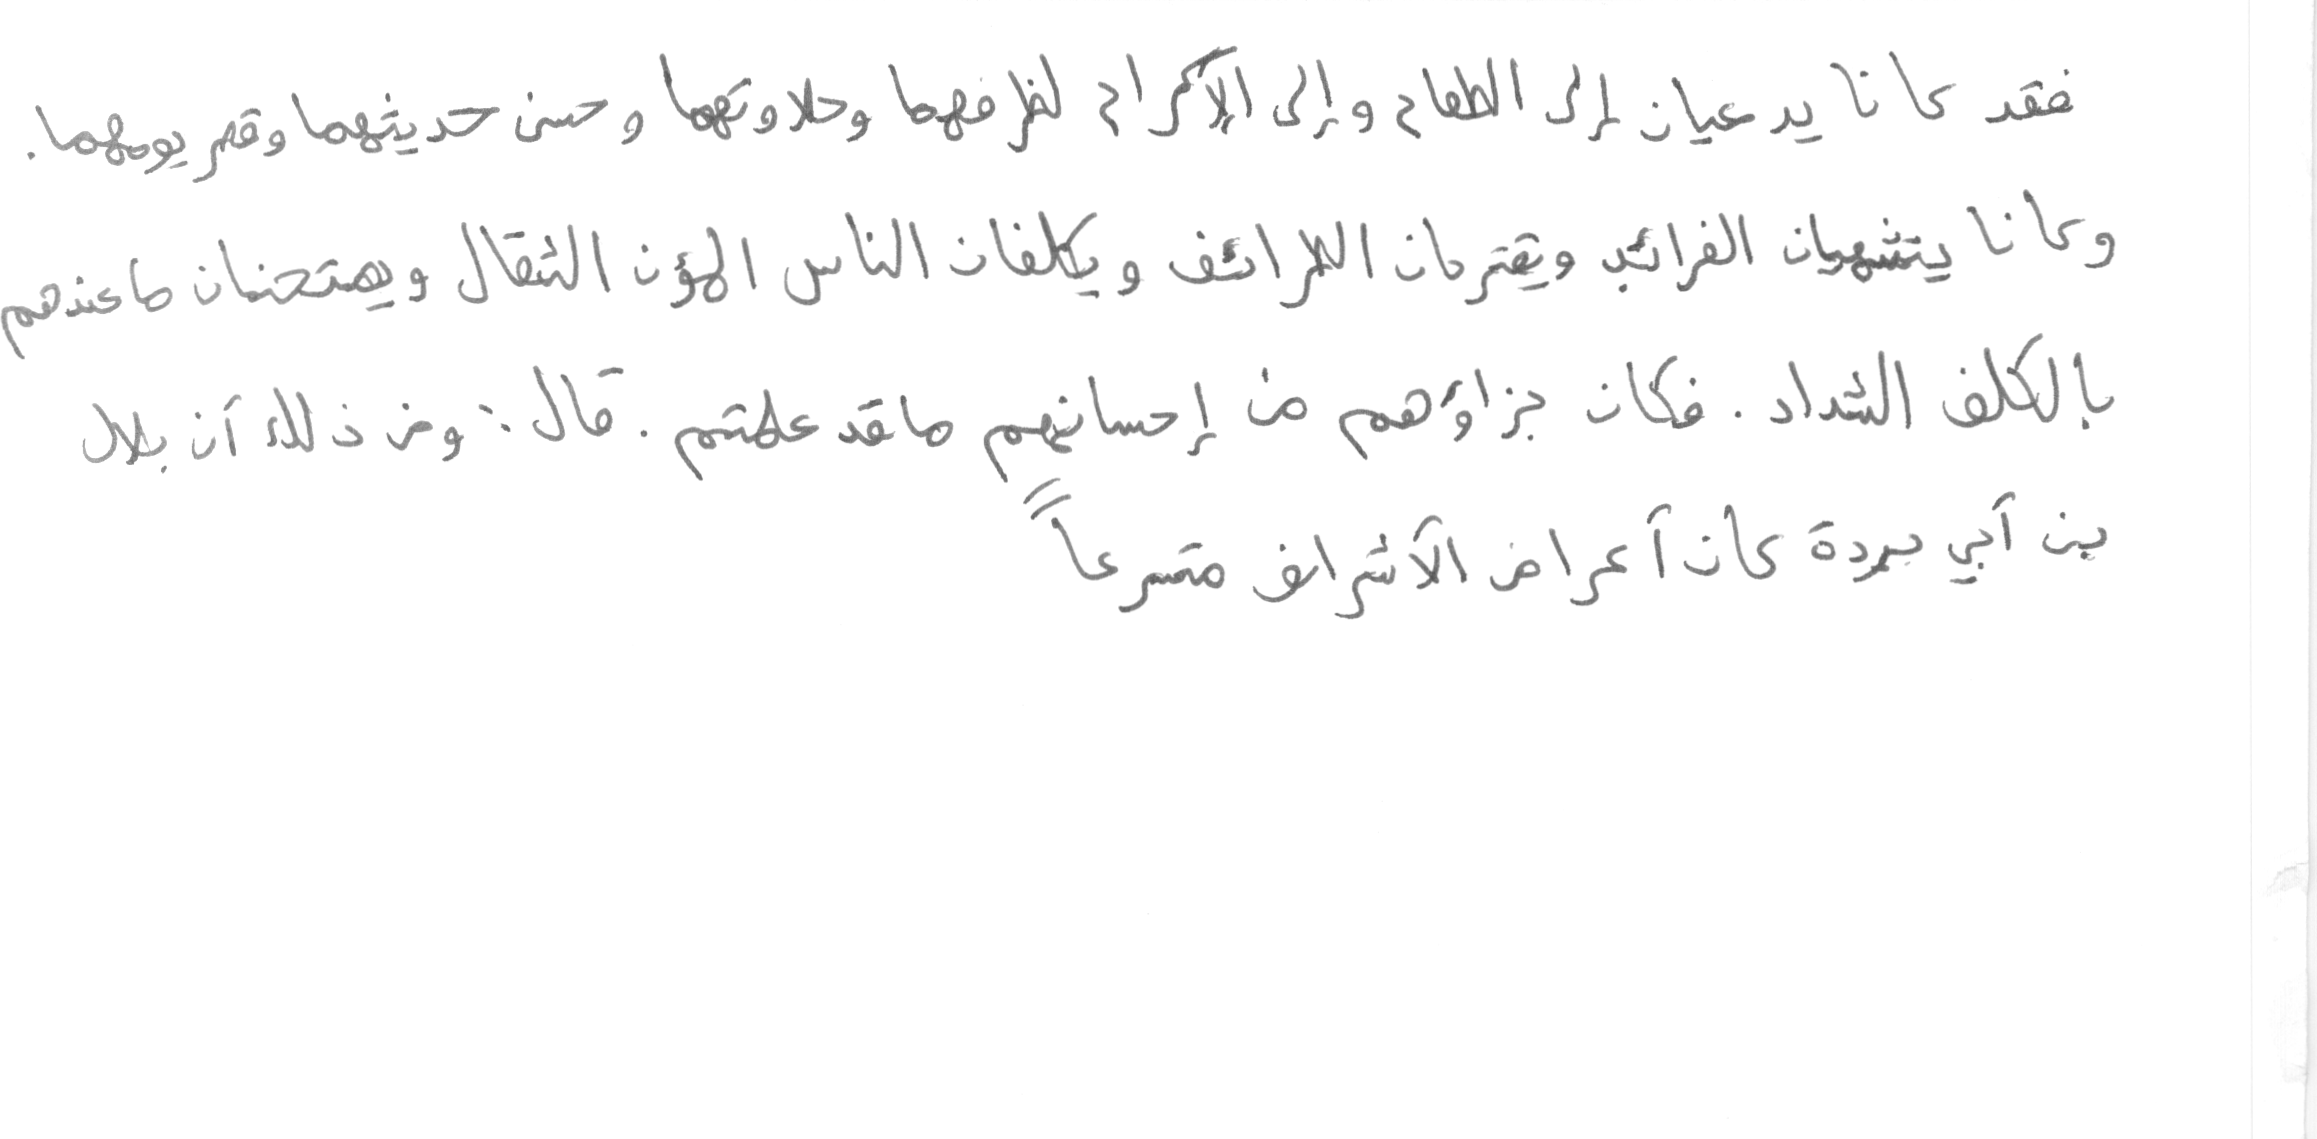 فقد كانا يدعيان إلى الطعام وإلى الإكرام لظرفهما وحلاوتهما وحسن حديثهما وقصر يومهما.
وكانا يتشهيان الغرائب ويقترحان الطرائف ويكلفان الناس المؤن الثقال ويمتحنان ما عندهم
بالكلف الشداد. فكان جزاؤهم من إحسانهم ما قد علمتم. قال: ومن ذلك أن بلال
بن أبي بردة كان أعراض الأشراف متسرعاً